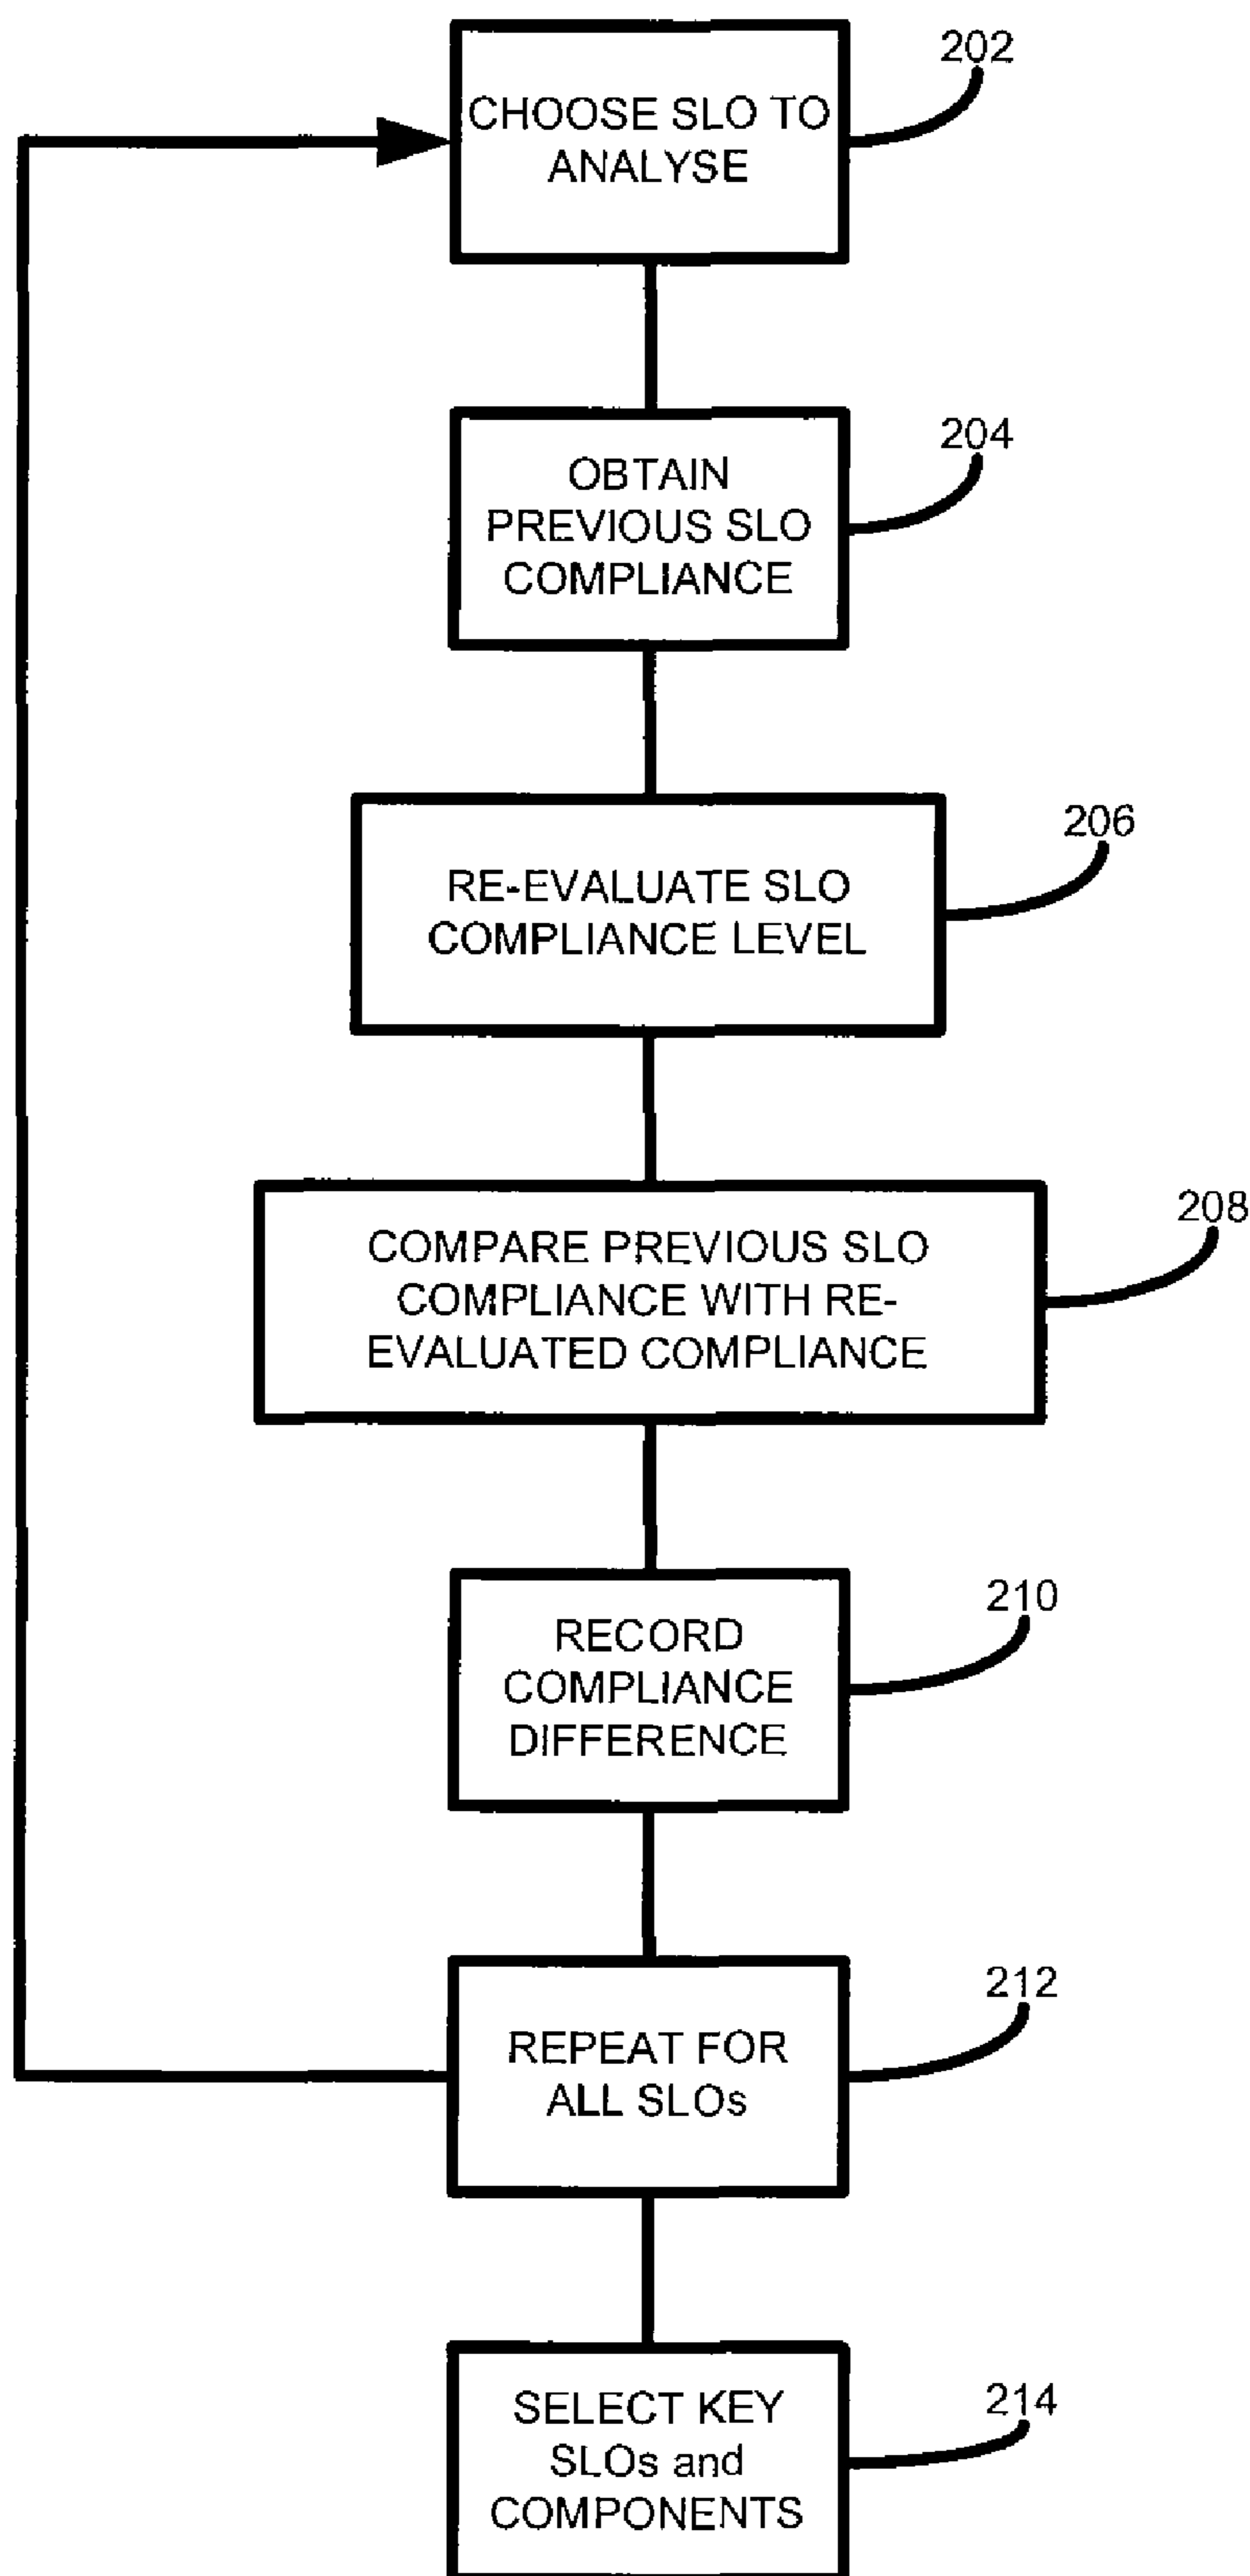 202
CHOOSE SLO TO
ANALYSE
204
OBTAIN
PREVIOUS SLO
COMPLIANCE
206
RE-EVALUATE SLO
COMPLIANCE LEVEL
208
COMPARE PREVIOUS SLO
COMPLIANCE WITH RE-
EVALUATED COMPLIANCE
210
RECORD
COMPLIANCE
DIFFERENCE
212
REPEAT FOR
ALL SLOs
214
SELECT KEY
SLOs and
COMPONENTS